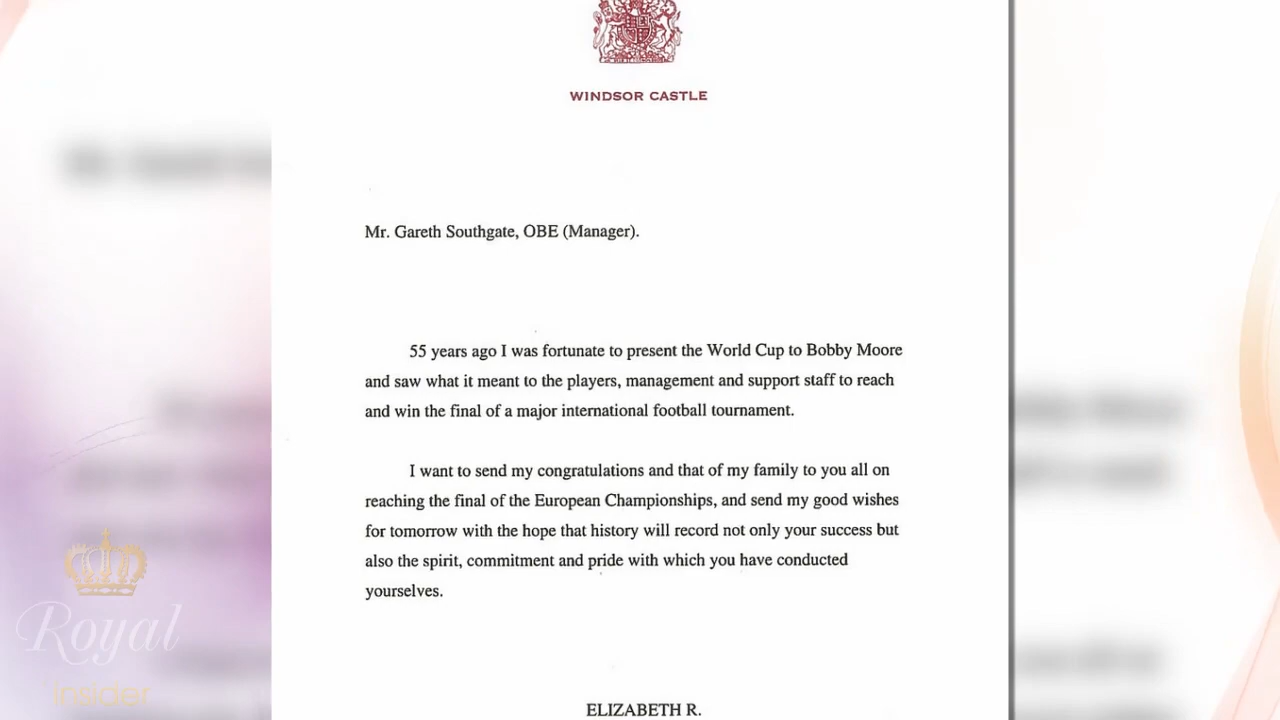 WINDSOR CASTLE
Mr. Gareth Southgate, OBE (Manager).
55 years ago I was fortunate to present the World Cup to Bobby Moore
and saw what it meant to the players, management and support staff to reach
and win the final of a major international football tournament.
I want to send my congratulations and that of my family to you all on
reaching the final of the European Championships, and send my good wishes
for tomorrow with the hope that history will record not only your success but
also the spirit, commitment and pride with which you have conducted
yourselves.
ELIZABETH R.
Royal
Insider